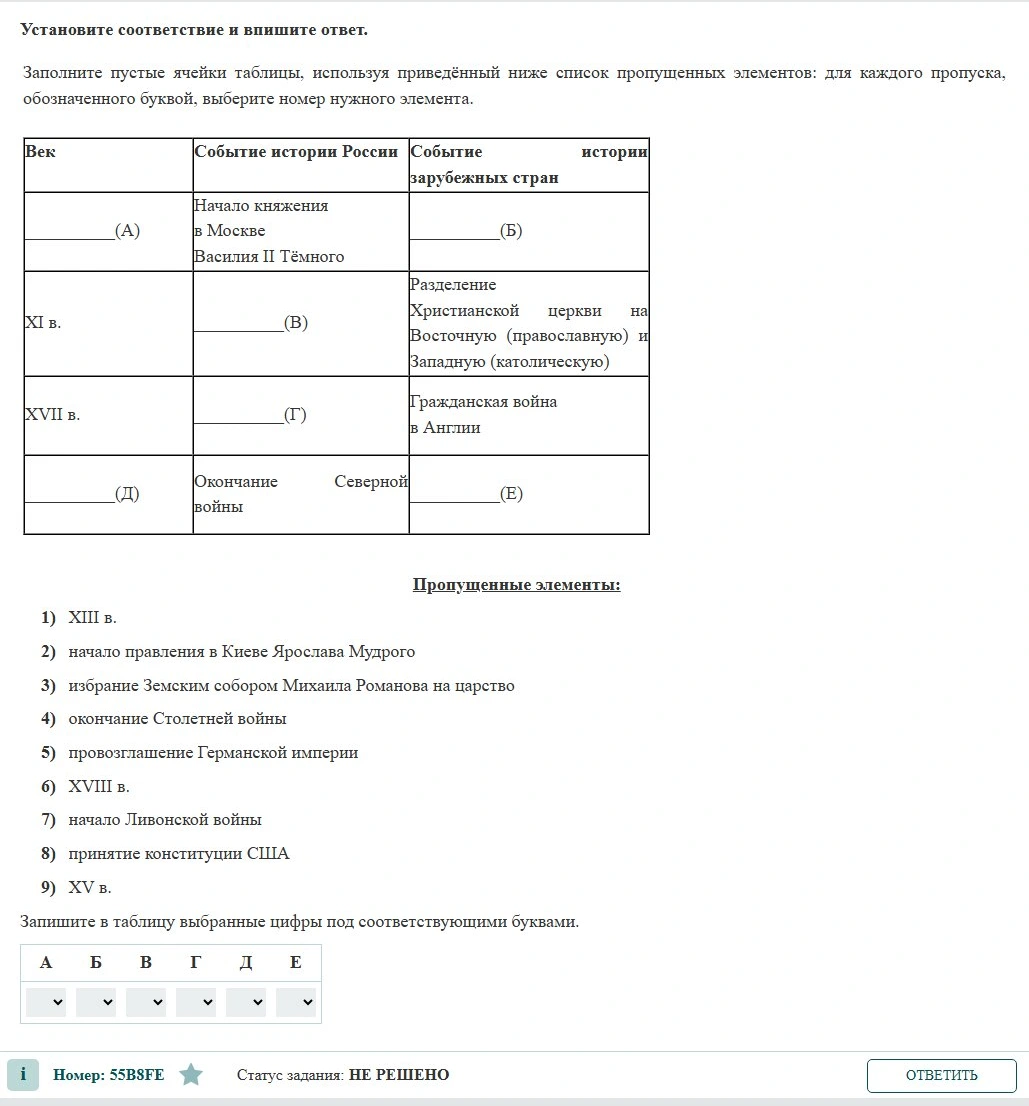 Установите соответствие и впишите ответ.
Заполните пустые ячейки таблицы, используя приведённый ниже список пропущенных элементов: для каждого пропуска,
обозначенного буквой, выберите номер нужного элемента.
Век
Событие истории России
Событие истории
зарубежных стран
__________(А)
Начало княжения
в Москве
Василия II Тёмного
__________(Б)
XI в.
__________(В)
Разделение
Христианской церкви на
Восточную (православную) и
Западную (католическую)
XVII в.
__________(Г)
Гражданская война
в Англии
__________(Д)
Окончание Северной
войны
__________(Е)
Пропущенные элементы:
1) XIII в.
2) начало правления в Киеве Ярослава Мудрого
3) избрание Земским собором Михаила Романова на царство
4) окончание Столетней войны
5) провозглашение Германской империи
6) XVIII в.
7) начало Ливонской войны
8) принятие конституции США
9) XV в.
Запишите в таблицу выбранные цифры под соответствующими буквами.
А Б В Г Д Е
i Номер: 55B8FE Статус задания: НЕ РЕШЕНО ОТВЕТИТЬ